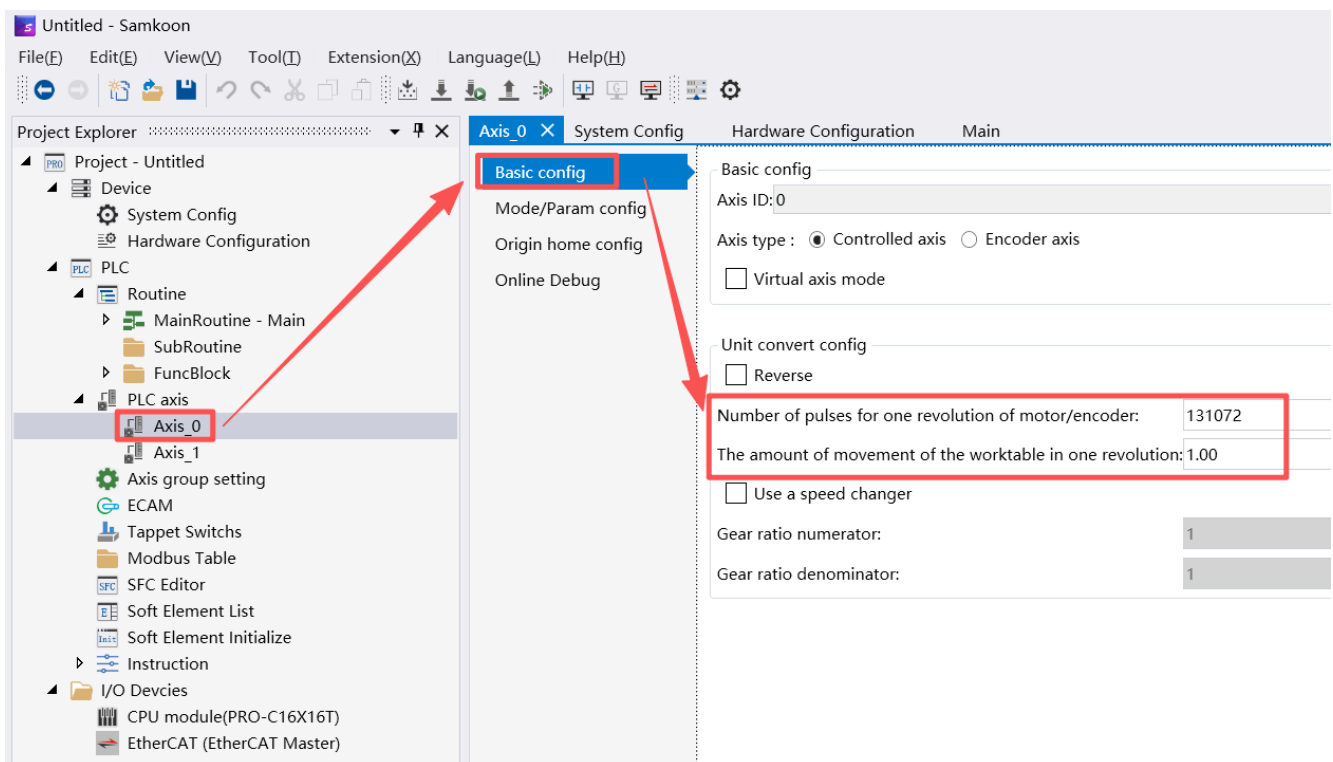 Untitled - Samkoon
File(F) Edit(E) View(V) Tool(T) Extension(X) Language(L) Help(H)
Project Explorer
Project - Untitled
Device
System Config
Hardware Configuration
PLC
Routine
MainRoutine - Main
SubRoutine
FuncBlock
PLC axis
Axis_0
Axis_1
Axis group setting
ECAM
Tappet Switchs
Modbus Table
SFC Editor
Soft Element List
Soft Element Initialize
Instruction
I/O Devcies
CPU module(PRO-C16X16T)
EtherCAT (EtherCAT Master)
Axis_0 System Config Hardware Configuration Main
Basic config
Mode/Param config
Origin home config
Online Debug
Basic config
Axis ID: 0
Axis type : Controlled axis Encoder axis
Virtual axis mode
Unit convert config
Reverse
Number of pulses for one revolution of motor/encoder: 131072
The amount of movement of the worktable in one revolution: 1.00
Use a speed changer
Gear ratio numerator: 1
Gear ratio denominator: 1